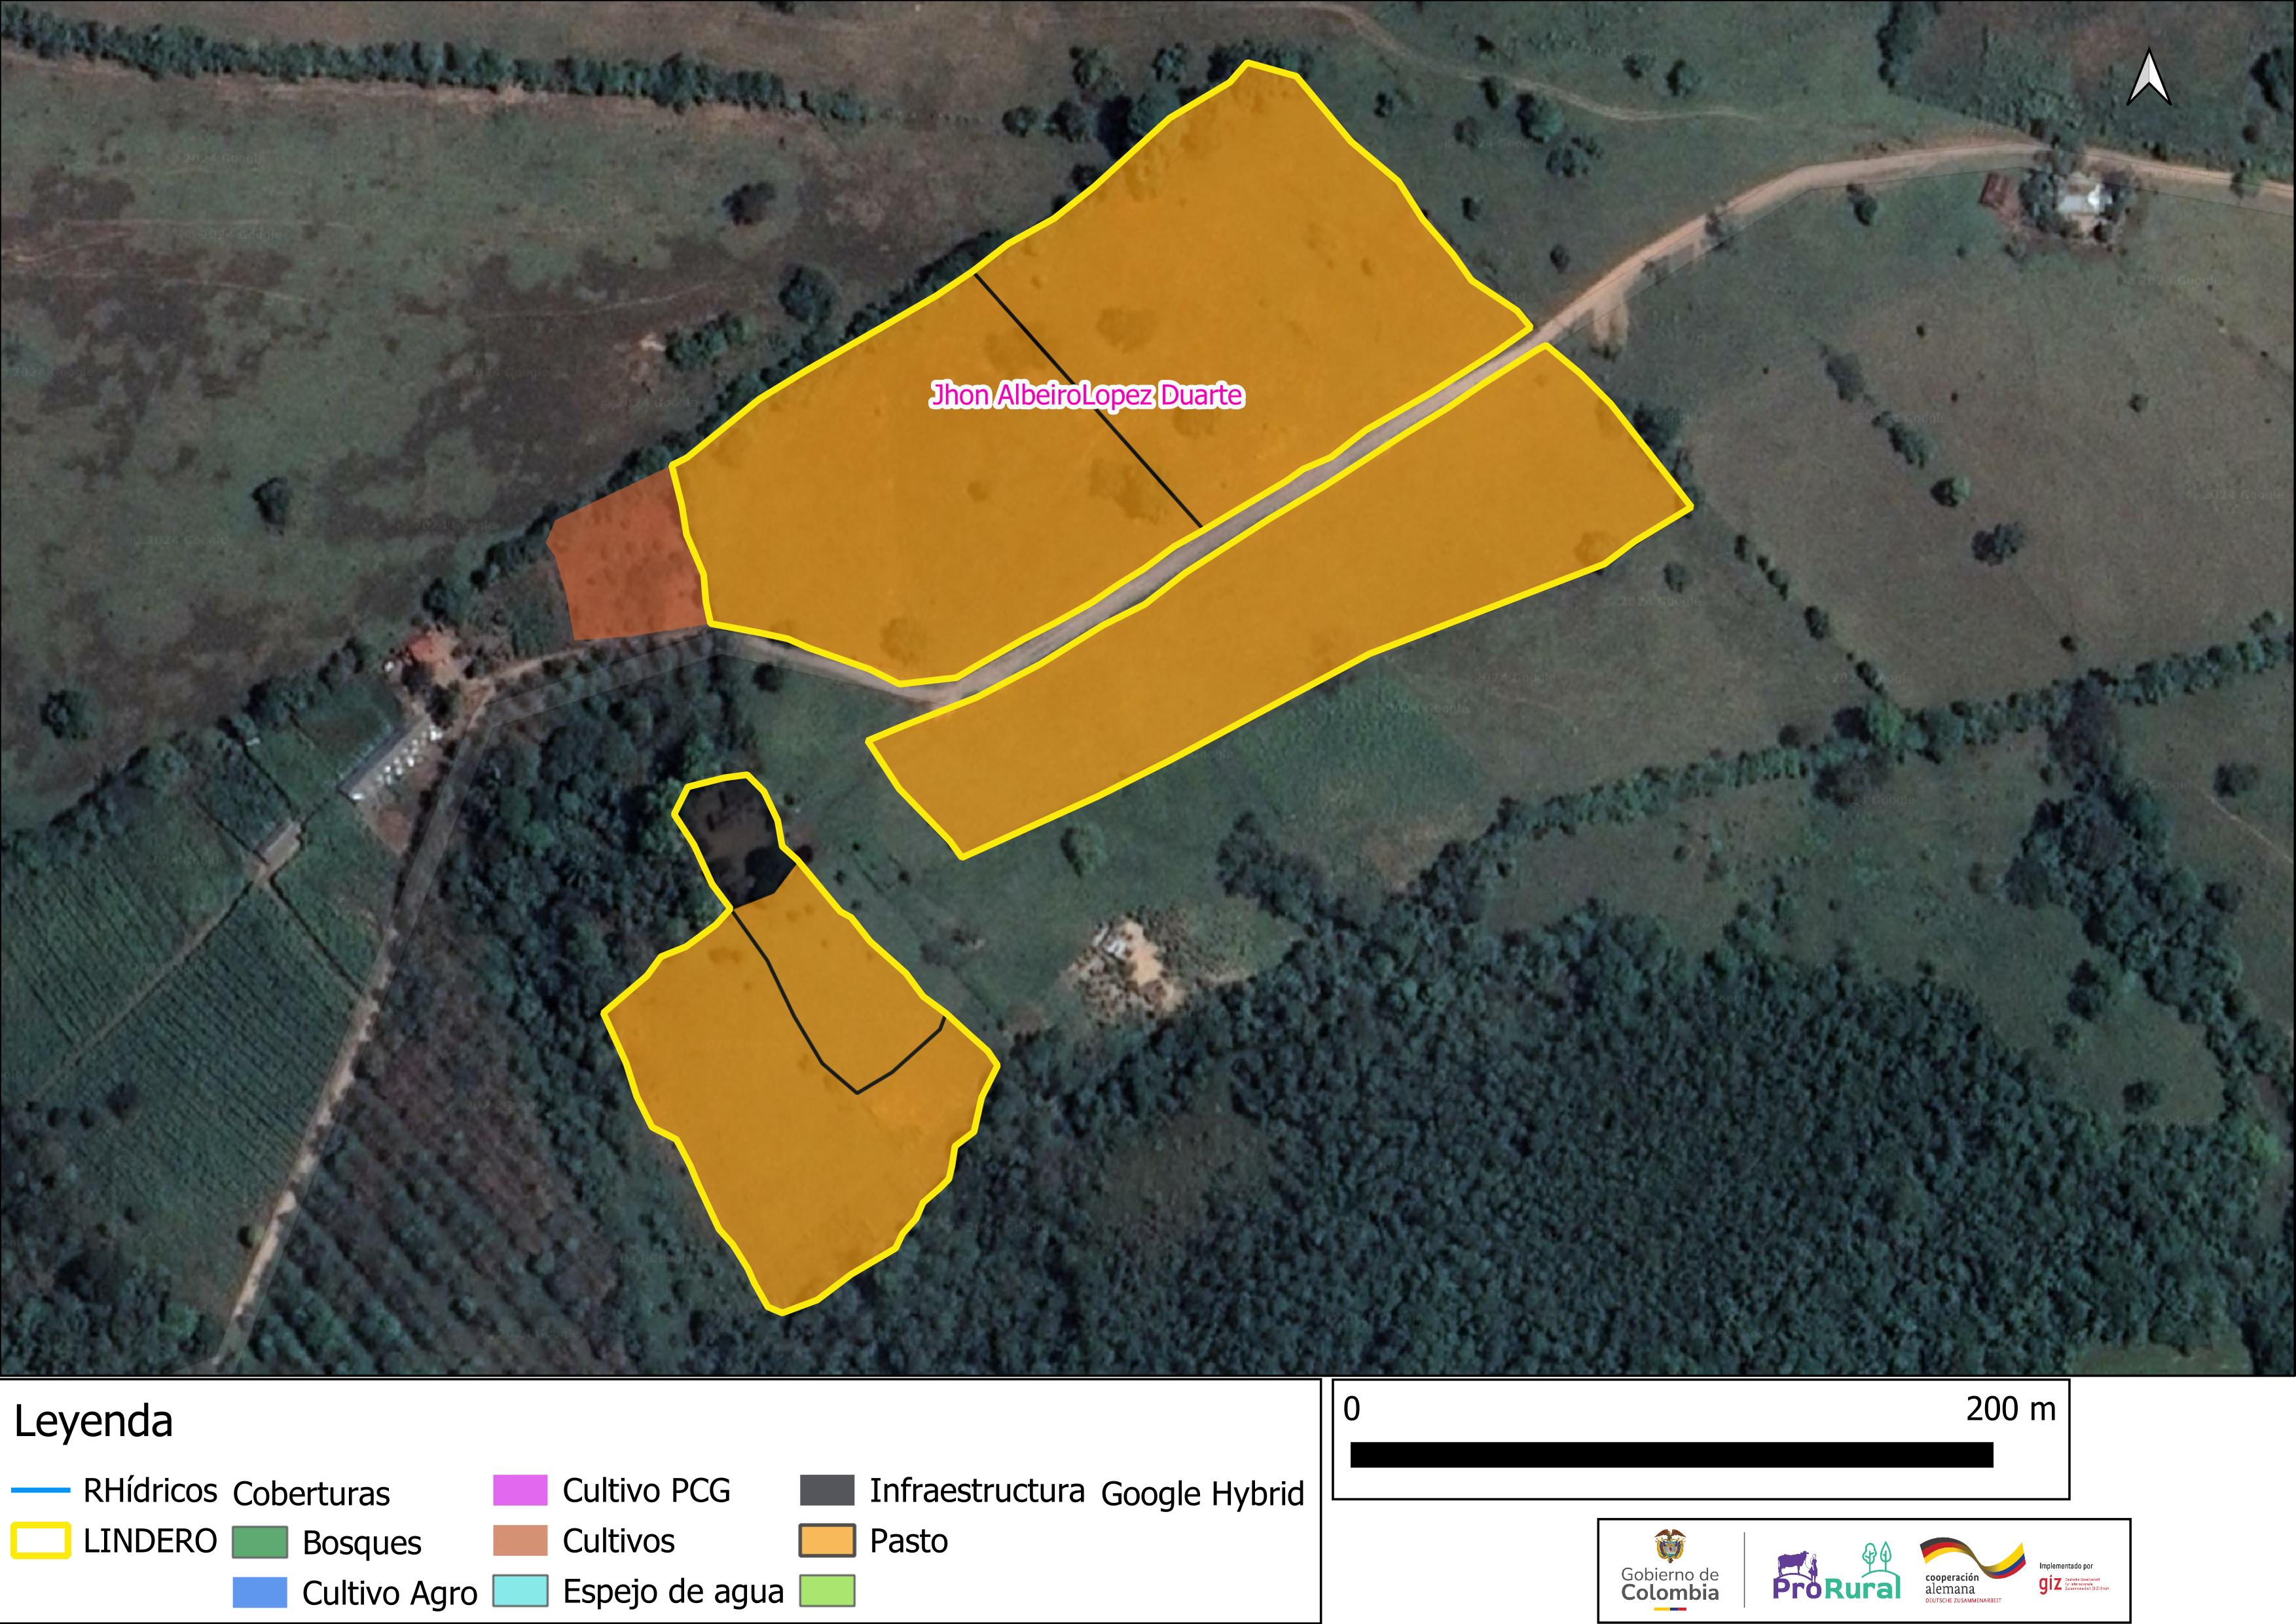 Jhon AlbeiroLopez Duarte
Leyenda
RHídricos
LINDERO
Coberturas
Bosques
Cultivo Agro
Cultivo PCG
Cultivos
Espejo de agua
Infraestructura
Pasto
Google Hybrid
0 200 m
Gobierno de
Colombia
ProRural
cooperación
alemana
DEUTSCHE ZUSAMMENARBEIT
Implementado por
giz